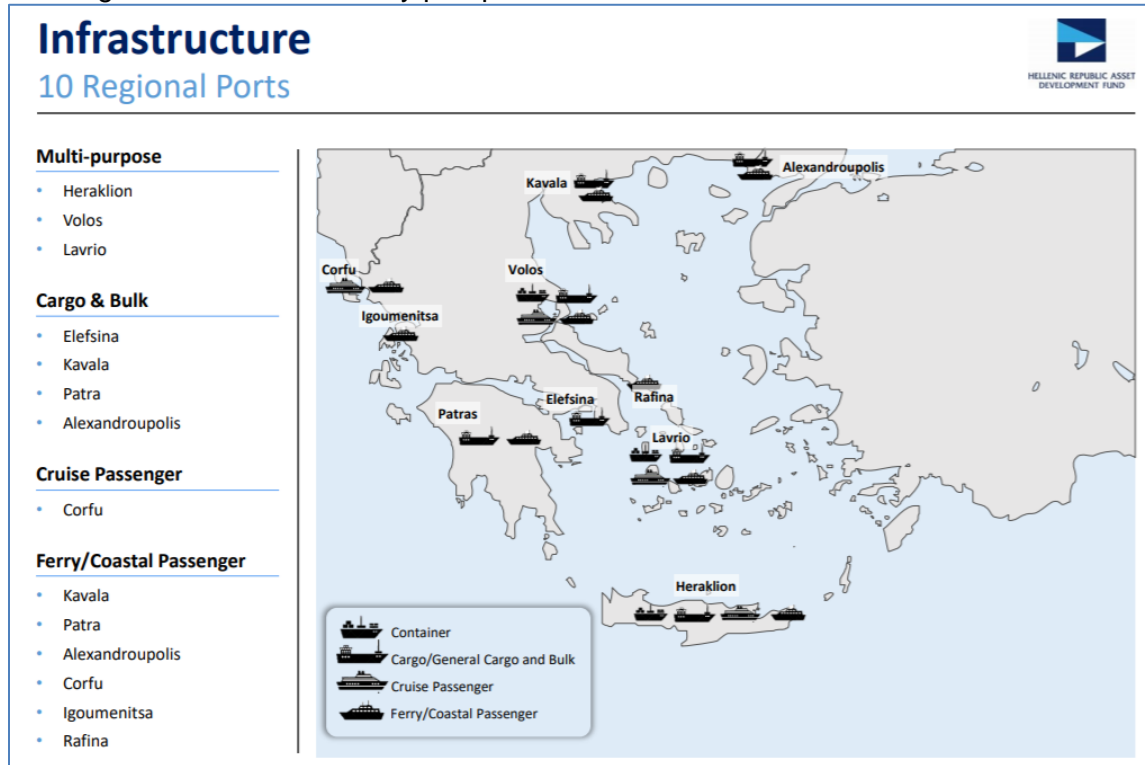 Infrastructure
10 Regional Ports
HELLENIC REPUBLIC ASSET
DEVELOPMENT FUND
Multi-purpose
• Heraklion
• Volos
• Lavrio
Cargo & Bulk
• Elefsina
• Kavala
• Patra
• Alexandroupolis
Cruise Passenger
• Corfu
Ferry/Coastal Passenger
• Kavala
• Patra
• Alexandroupolis
• Corfu
• Igoumenitsa
• Rafina
Alexandroupolis
Kavala
Corfu
Volos
Igoumenitsa
Elefsina
Rafina
Patras
Lavrio
Heraklion
Container
Cargo/General Cargo and Bulk
Cruise Passenger
Ferry/Coastal Passenger